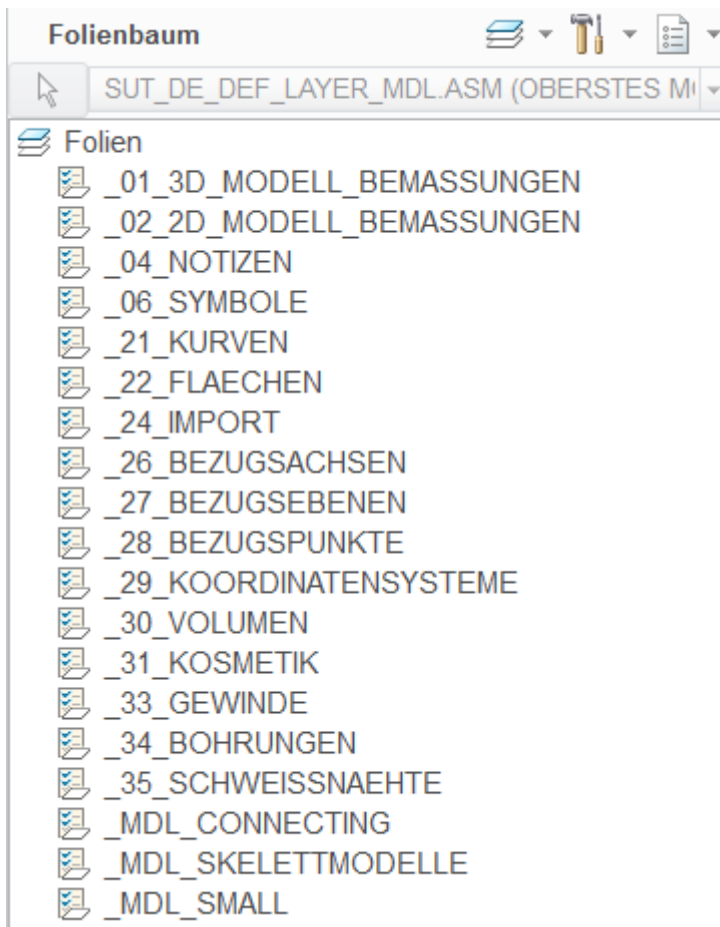 Folienbaum
SUT_DE_DEF_LAYER_MDL.ASM (OBERSTES
Folien
_01_3D_MODELL_BEMASSUNGEN
_02_2D_MODELL_BEMASSUNGEN
_04_NOTIZEN
_06_SYMBOLE
_21_KURVEN
_22_FLAECHEN
_24_IMPORT
_26_BEZUGSACHSEN
_27_BEZUGSEBENEN
_28_BEZUGSPUNKTE
_29_KOORDINATENSYSTEME
_30_VOLUMEN
_31_KOSMETIK
_33_GEWINDE
_34_BOHRUNGEN
_35_SCHWEISSNAEHTE
_MDL_CONNECTING
_MDL_SKELETTMODELLE
_MDL_SMALL